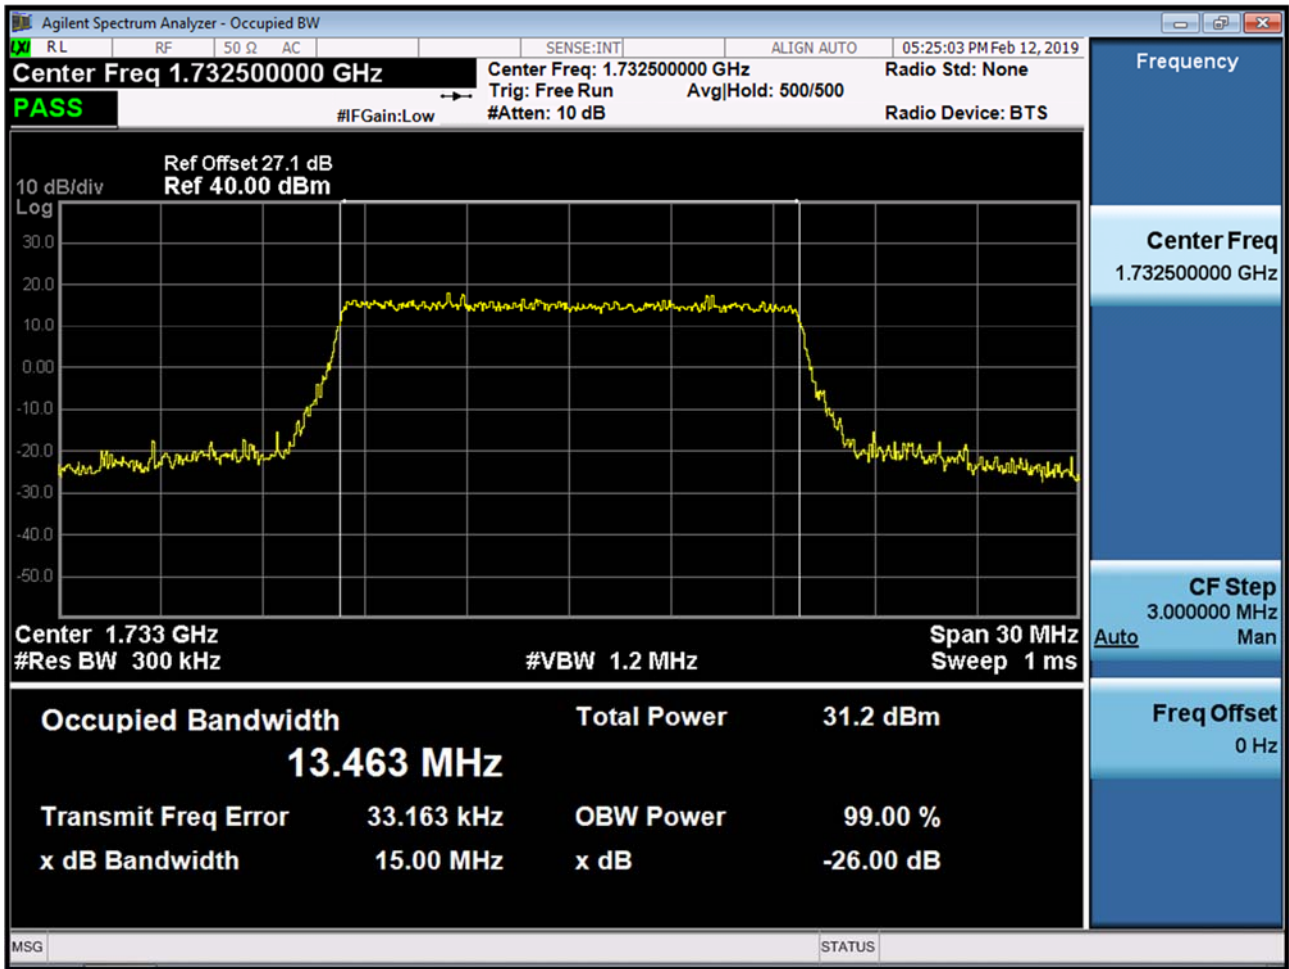 Agilent Spectrum Analyzer - Occupied BW
LXI RL RF 50 Ω AC SENSE:INT ALIGN AUTO 05:25:03 PM Feb 12, 2019
Center Freq 1.732500000 GHz
PASS
#IFGain:Low
Center Freq: 1.732500000 GHz
Trig: Free Run Avg|Hold: 500/500
#Atten: 10 dB
Radio Std: None
Radio Device: BTS
Ref Offset 27.1 dB
10 dB/div Ref 40.00 dBm
Log
30.0
20.0
10.0
0.00
-10.0
-20.0
-30.0
-40.0
-50.0
Center 1.733 GHz Span 30 MHz
#Res BW 300 kHz #VBW 1.2 MHz Sweep 1 ms
Occupied Bandwidth Total Power 31.2 dBm
13.463 MHz
Transmit Freq Error 33.163 kHz OBW Power 99.00 %
x dB Bandwidth 15.00 MHz x dB -26.00 dB
MSG STATUS
Frequency
Center Freq
1.732500000 GHz
CF Step
3.000000 MHz
Auto Man
Freq Offset
0 Hz